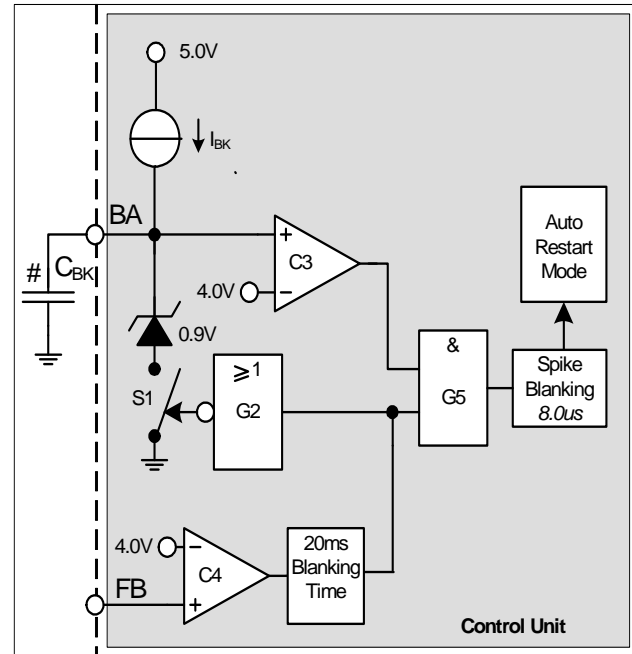 5.0V
I_BK
BA
# C_BK
C3
4.0V
0.9V
S1
≥1
G2
&
G5
Auto
Restart
Mode
Spike
Blanking
8.0us
4.0V
C4
FB
20ms
Blanking
Time
Control Unit